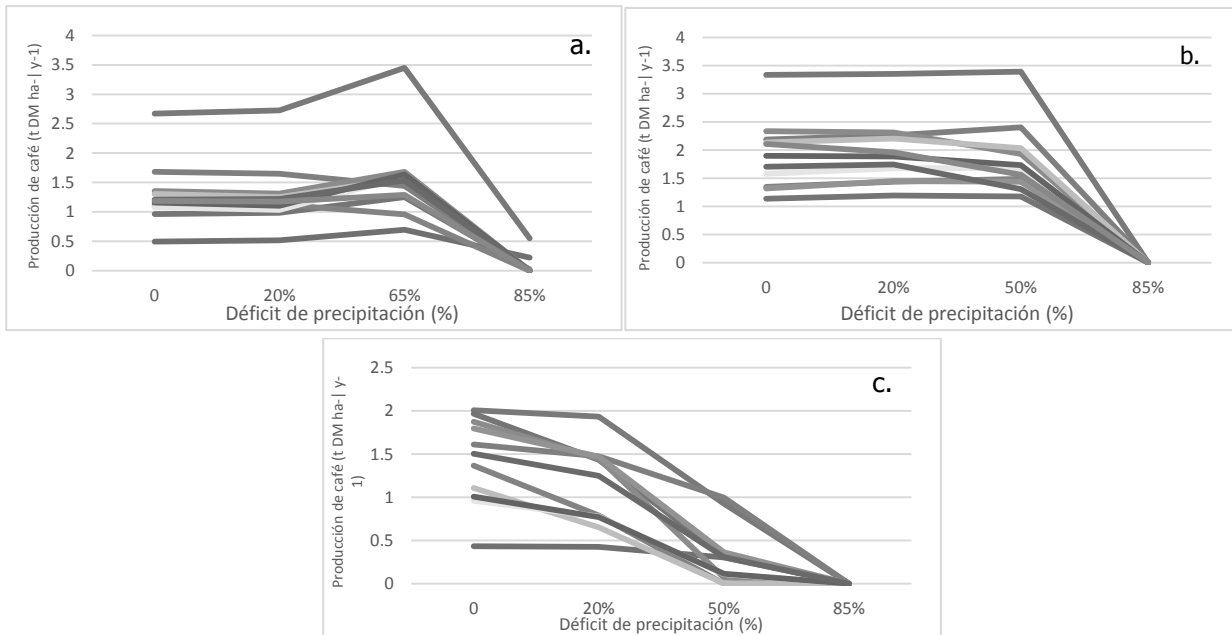 a.
Producción de café (t DM ha-| y-1)
4
3.5
3
2.5
2
1.5
1
0.5
0
0 20% 65% 85%
Déficit de precipitación (%)
b.
Producción de café (t DM ha-| y-1)
4
3.5
3
2.5
2
1.5
1
0.5
0
0 20% 50% 85%
Déficit de precipitación (%)
c.
Producción de café (t DM ha-| y-
1)
2.5
2
1.5
1
0.5
0
0 20% 50% 85%
Déficit de precipitación (%)